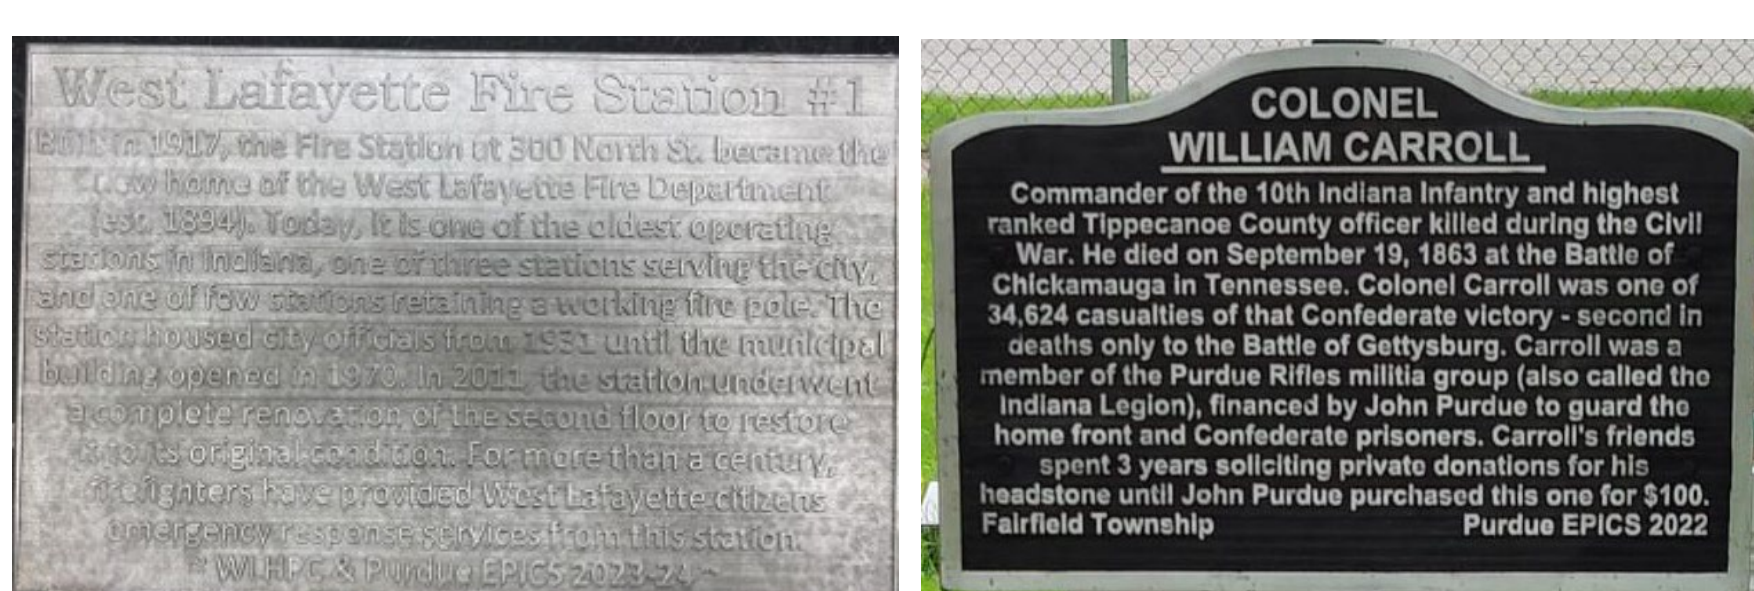 West Lafayette Fire Station #1
Built in 1917, the Fire Station at 300 North St. became the
new home of the West Lafayette Fire Department
(est. 1894). Today, it is one of the oldest operating
stations in Indiana, one of three stations serving the city,
and one of few stations retaining a working fire pole. The
station housed city officials from 1931 until the municipal
building opened in 1970. In 2011, the station underwent
a complete renovation of the second floor to restore
its original condition. For more than a century,
firefighters have provided West Lafayette citizens
emergency response services from this station.
~ WLHPC & Purdue EPICS 2023-24 ~
COLONEL
WILLIAM CARROLL
Commander of the 10th Indiana Infantry and highest
ranked Tippecanoe County officer killed during the Civil
War. He died on September 19, 1863 at the Battle of
Chickamauga in Tennessee. Colonel Carroll was one of
34,624 casualties of that Confederate victory - second in
deaths only to the Battle of Gettysburg. Carroll was a
member of the Purdue Rifles militia group (also called the
Indiana Legion), financed by John Purdue to guard the
home front and Confederate prisoners. Carroll's friends
spent 3 years soliciting private donations for his
headstone until John Purdue purchased this one for $100.
Fairfield Township Purdue EPICS 2022